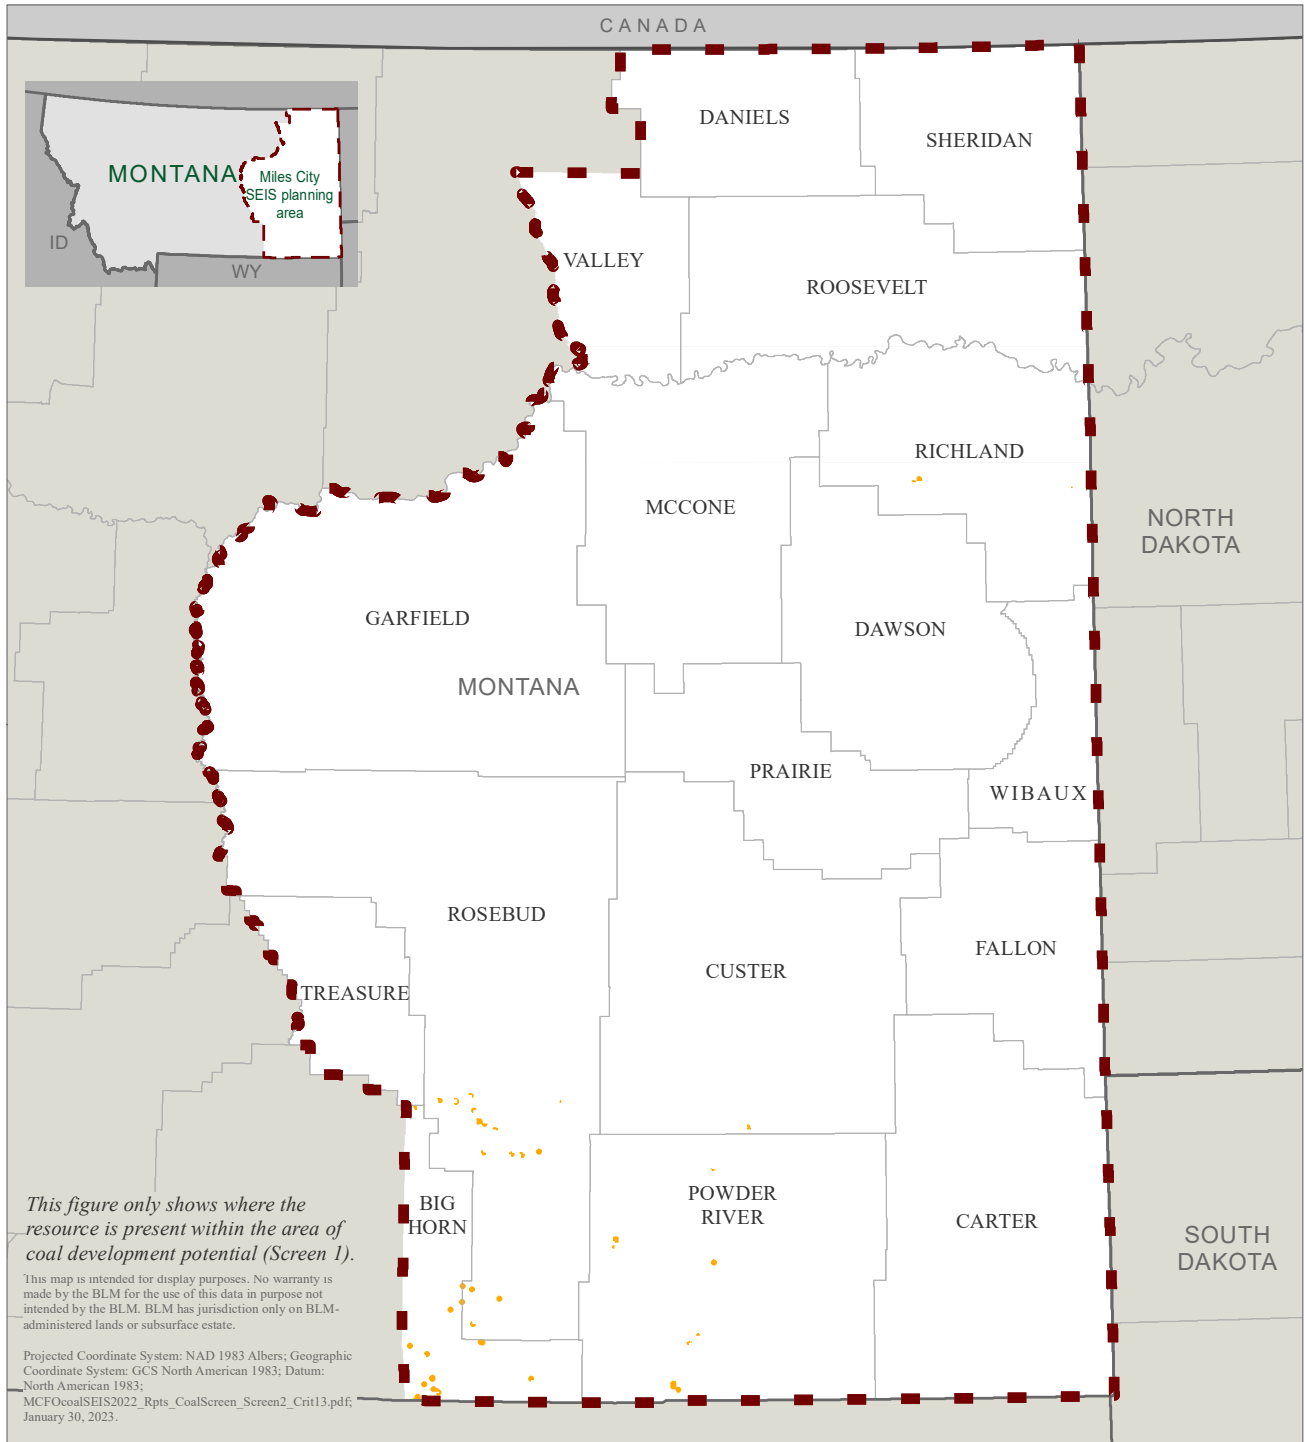 CANADA
DANIELS
SHERIDAN
MONTANA
Miles City
SEIS planning
area
ID
WY
VALLEY
ROOSEVELT
RICHLAND
MCCONE
NORTH
DAKOTA
GARFIELD
DAWSON
MONTANA
PRAIRIE
WIBAUX
ROSEBUD
FALLON
CUSTER
TREASURE
BIG
HORN
POWDER
RIVER
CARTER
SOUTH
DAKOTA
This figure only shows where the
resource is present within the area of
coal development potential (Screen 1).
This map is intended for display purposes. No warranty is
made by the BLM for the use of this data in purpose not
intended by the BLM. BLM has jurisdiction only on BLM-
administered lands or subsurface estate.
Projected Coordinate System: NAD 1983 Albers; Geographic
Coordinate System: GCS North American 1983; Datum:
North American 1983;
MCFOcoalSEIS2022_Rpts_CoalScreen_Screen2_Crit13.pdf;
January 30, 2023.